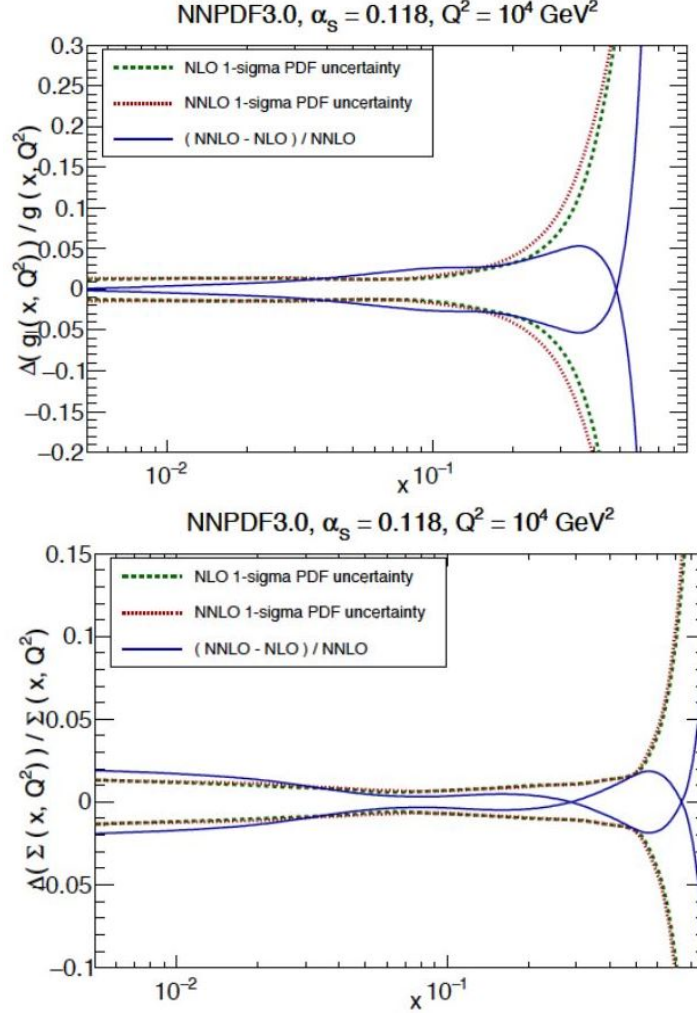 NNPDF3.0, αS = 0.118, Q² = 10⁴ GeV²
0.3
NLO 1-sigma PDF uncertainty
0.25
NNLO 1-sigma PDF uncertainty
0.2
( NNLO - NLO ) / NNLO
0.15
0.1
0.05
0
−0.05
−0.1
−0.15
−0.2
Δ( g( x, Q² ) ) / g ( x, Q² )
10⁻²
x
10⁻¹
NNPDF3.0, αS = 0.118, Q² = 10⁴ GeV²
0.15
NLO 1-sigma PDF uncertainty
NNLO 1-sigma PDF uncertainty
0.1
( NNLO - NLO ) / NNLO
0.05
0
−0.05
−0.1
Δ( Σ ( x, Q² ) ) / Σ ( x, Q² )
10⁻²
x
10⁻¹